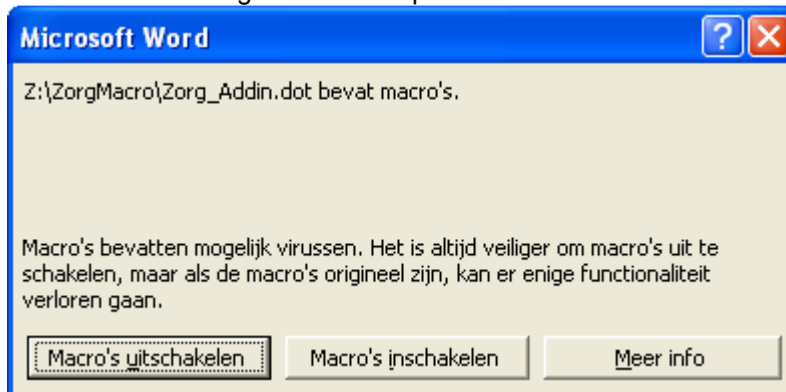 Microsoft Word
Z:\ZorgMacro\Zorg_Addin.dot bevat macro's.
Macro's bevatten mogelijk virussen. Het is altijd veiliger om macro's uit te
schakelen, maar als de macro's origineel zijn, kan er enige functionaliteit
verloren gaan.
Macro's uitschakelen Macro's inschakelen Meer info